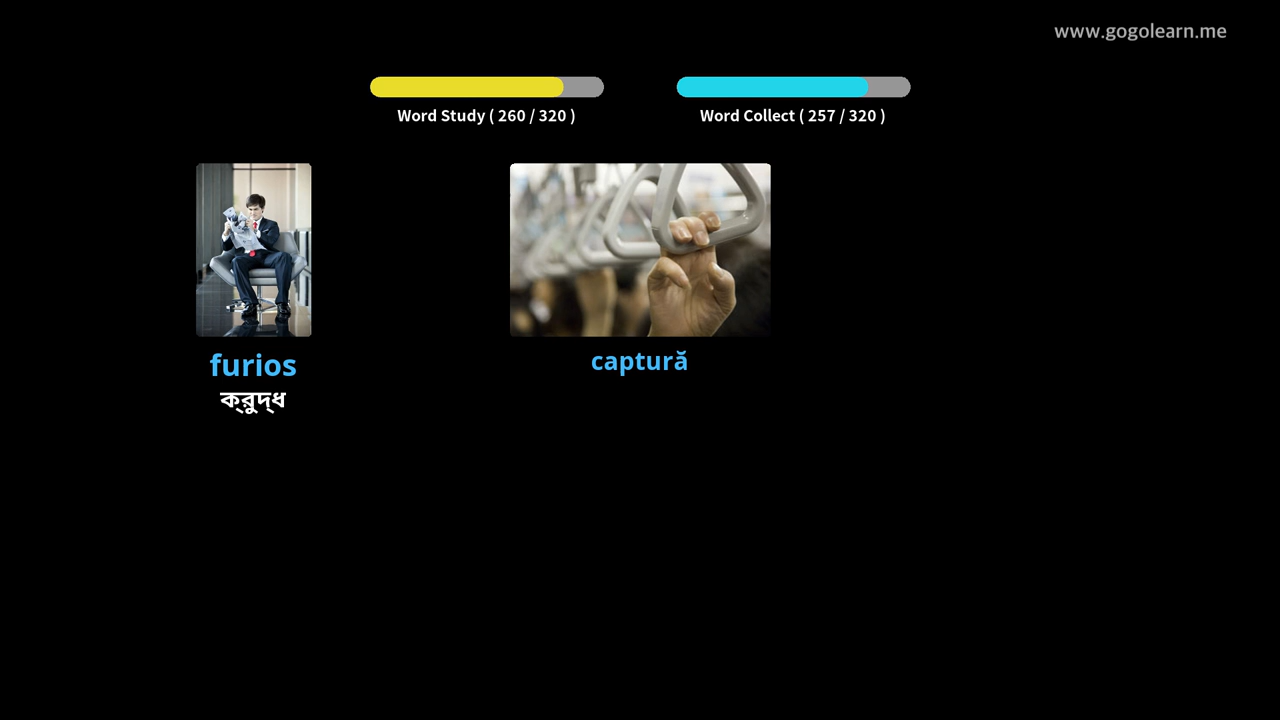 www.gogolearn.me
Word Study ( 260 / 320 )
Word Collect ( 257 / 320 )
furios
ক্রুদ্ধ
captură